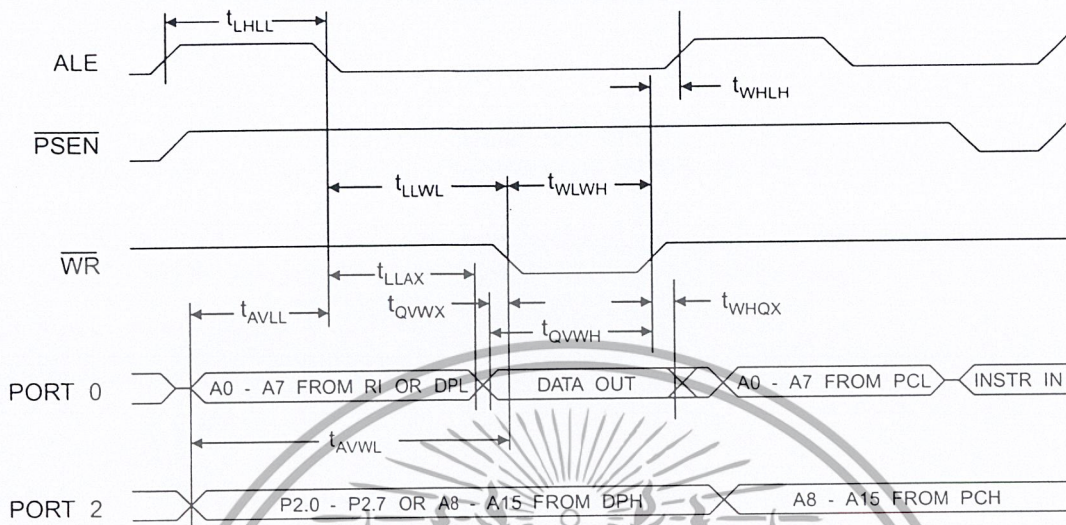 tLHLL
ALE
tWHLH
PSEN
tLLWL
tWLWH
WR
tLLAX
tAVLL
tQVWX
tWHQX
tQVWH
PORT 0
A0 - A7 FROM RI OR DPL
DATA OUT
A0 - A7 FROM PCL
INSTR IN
tAVWL
PORT 2
P2.0 - P2.7 OR A8 - A15 FROM DPH
A8 - A15 FROM PCH